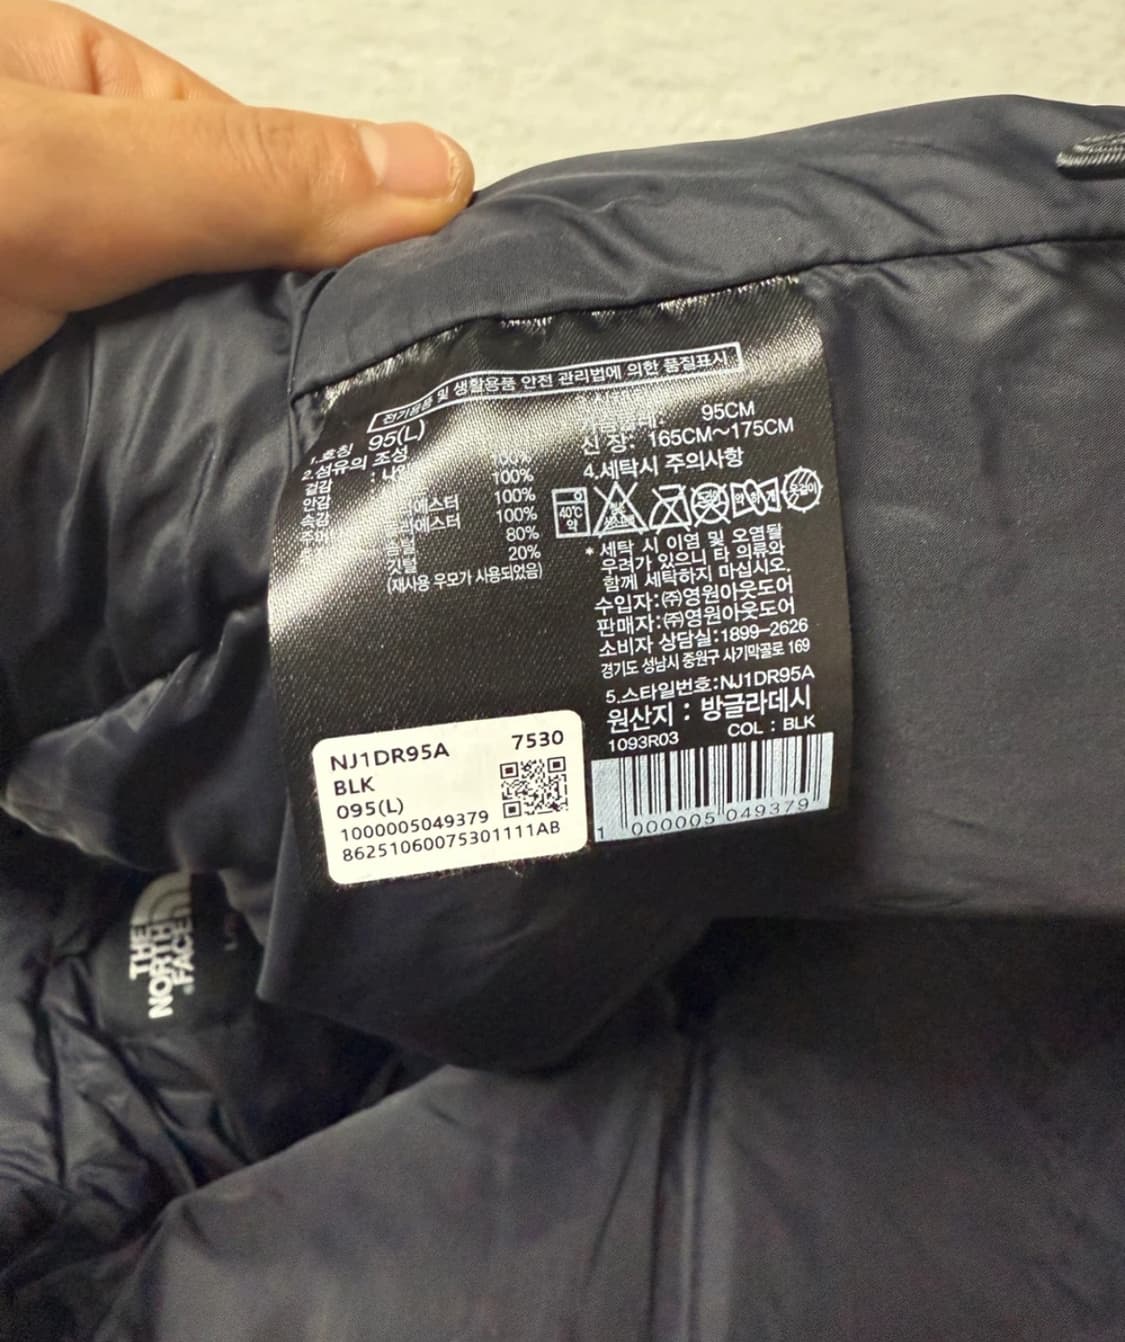 전기용품 및 생활용품 안전 관리법에 의한 품질표시
1.호칭 95(L)
2.섬유의 조성
겉감 100%
안감 100%
100%
100%
솜털 80%
깃털 20%
(재사용 우모가 사용되었음)
95CM
신 장: 165CM~175CM
4.세탁시 주의사항
40℃
약
옷걸이
* 세탁 시 이염 및 오염될
우려가 있으니 타 의류와
함께 세탁하지 마십시오.
수입자:㈜영원아웃도어
판매자:㈜영원아웃도어
소비자 상담실:1899-2626
경기도 성남시 중원구 사기막골로 169
5.스타일번호:NJ1DR95A
원산지 : 방글라데시
1093R03 COL : BLK
1 000005 049379
NJ1DR95A 7530
BLK
095(L)
1000005049379
86251060075301111AB
THE
NORTH
FACE